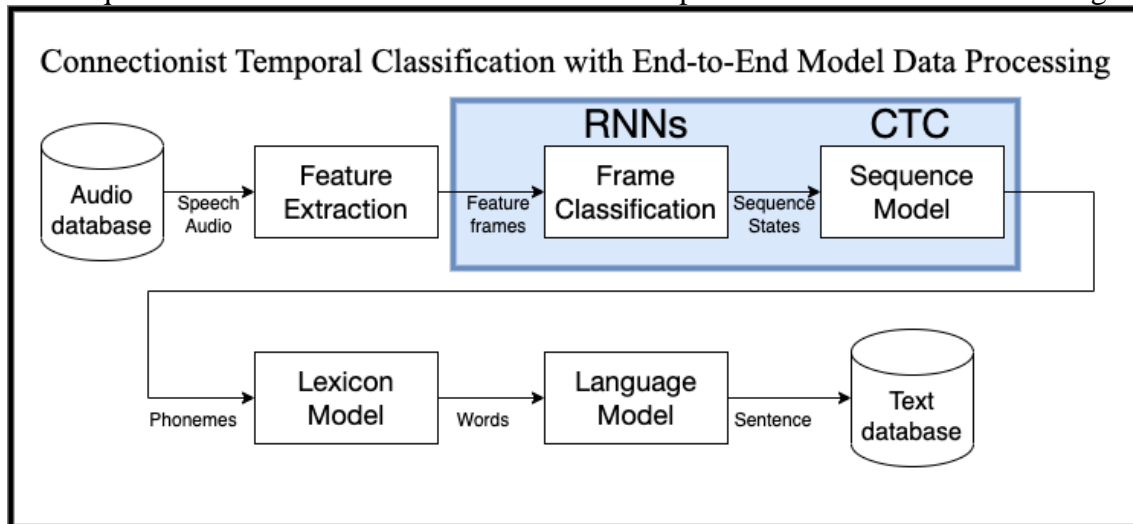 Connectionist Temporal Classification with End-to-End Model Data Processing
RNNs
CTC
Audio
database
Speech
Audio
Feature
Extraction
Feature
frames
Frame
Classification
Sequence
States
Sequence
Model
Phonemes
Lexicon
Model
Words
Language
Model
Sentence
Text
database